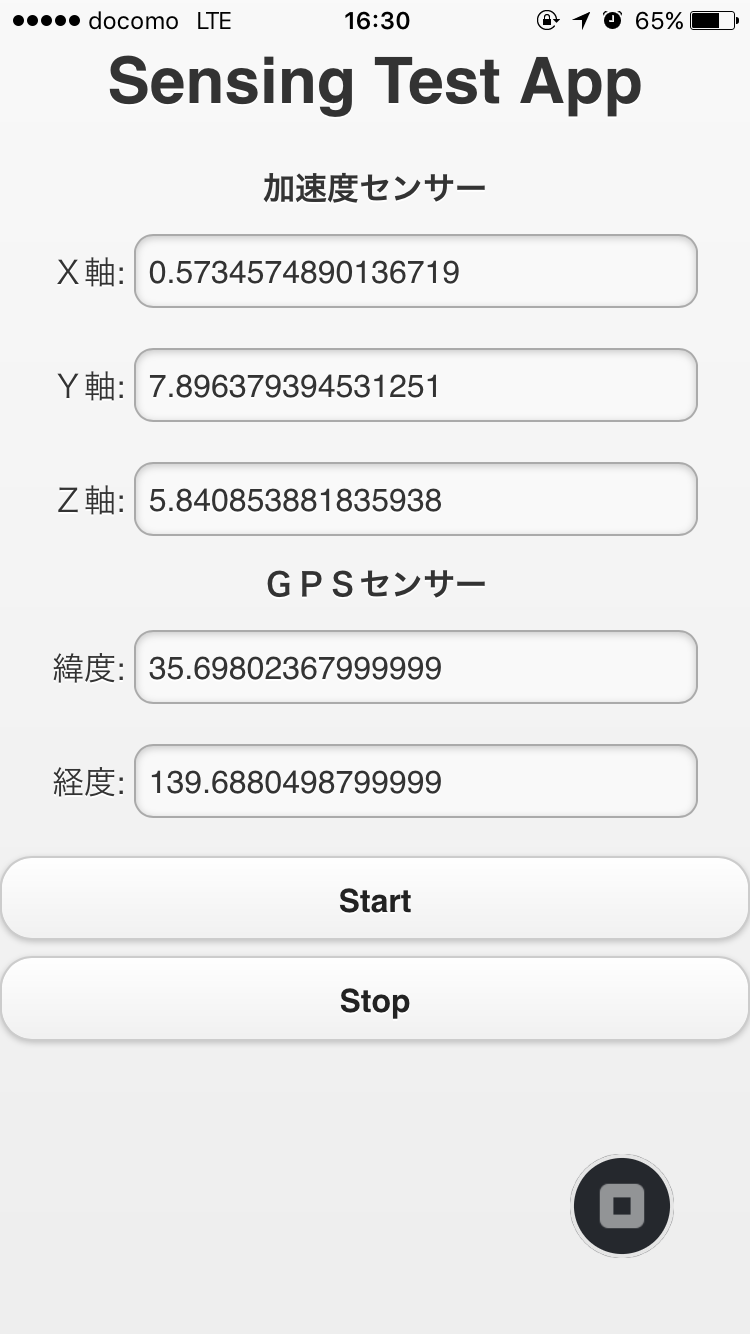 docomo LTE 16:30 65%
Sensing Test App
加速度センサー
Ｘ軸: 0.5734574890136719
Ｙ軸: 7.896379394531251
Ｚ軸: 5.840853881835938
ＧＰＳセンサー
緯度: 35.69802367999999
経度: 139.6880498799999
Start
Stop